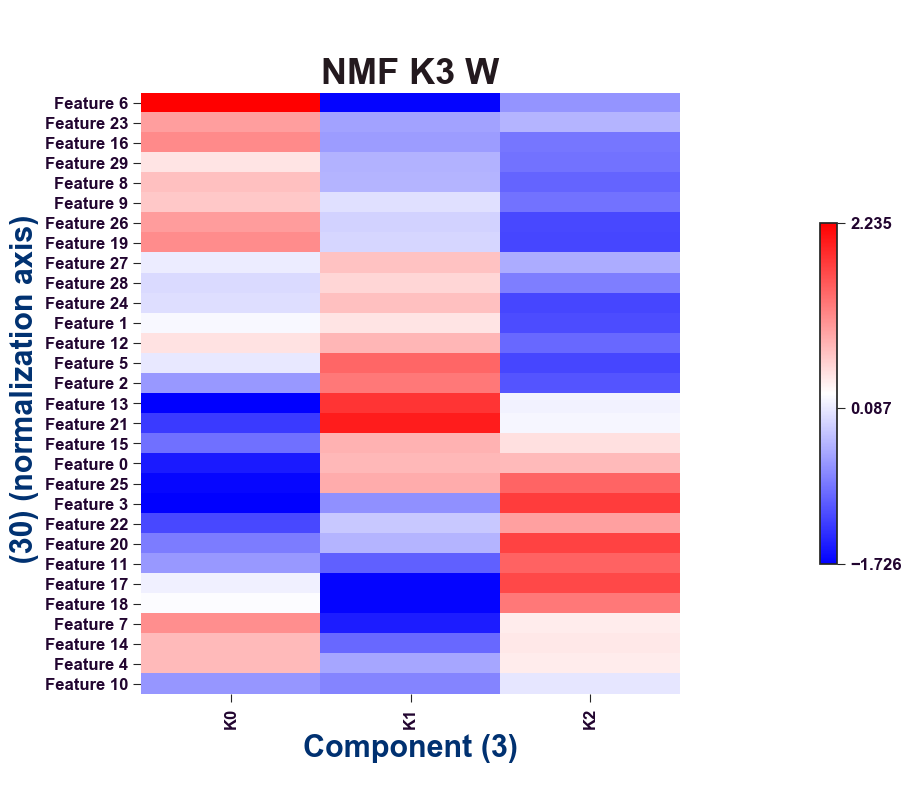 NMF K3 W
Feature 6
Feature 23
Feature 16
Feature 29
Feature 8
Feature 9
Feature 26
Feature 19
Feature 27
Feature 28
Feature 24
Feature 1
Feature 12
Feature 5
Feature 2
Feature 13
Feature 21
Feature 15
Feature 0
Feature 25
Feature 3
Feature 22
Feature 20
Feature 11
Feature 17
Feature 18
Feature 7
Feature 14
Feature 4
Feature 10
(30) (normalization axis)
K0
K1
K2
Component (3)
2.235
0.087
−1.726